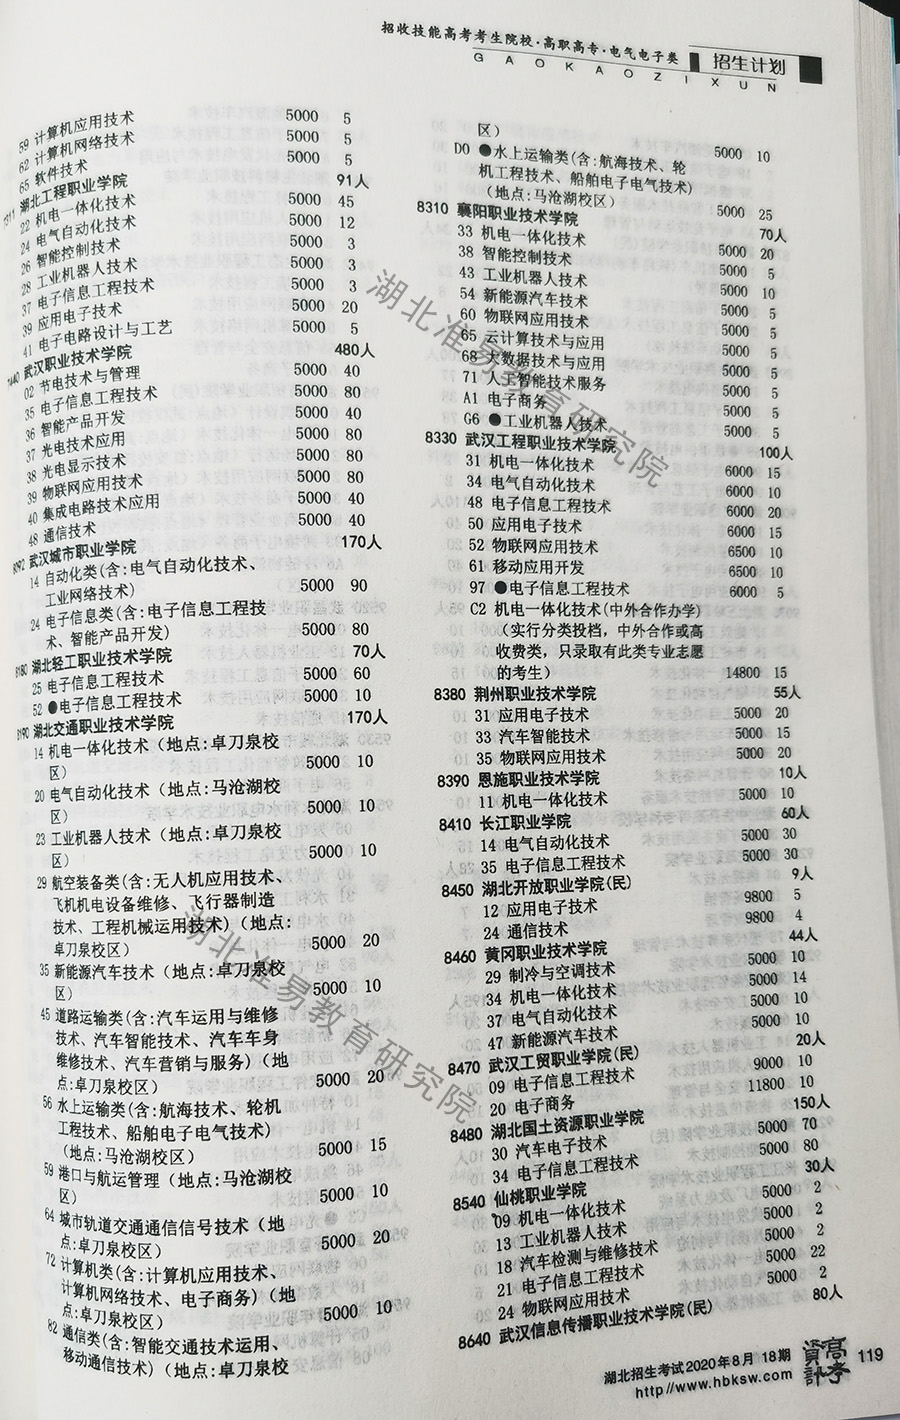 招收技能高考考生院校·高职高专·电气电子类 招生计划
GAOKAOZIXUN
59 计算机应用技术 5000 5
62 计算机网络技术 5000 5
65 软件技术 5000 5
7311 湖北工程职业学院 91人
22 机电一体化技术 5000 45
24 电气自动化技术 5000 12
26 智能控制技术 5000 3
28 工业机器人技术 5000 3
37 电子信息工程技术 5000 3
39 应用电子技术 5000 20
41 电子电路设计与工艺 5000 5
7440 武汉职业技术学院 480人
02 节电技术与管理 5000 40
35 电子信息工程技术 5000 80
36 智能产品开发 5000 40
37 光电技术应用 5000 80
38 光电显示技术 5000 80
39 物联网应用技术 5000 80
40 集成电路技术应用 5000 40
48 通信技术 5000 40
8092 武汉城市职业学院 170人
14 自动化类(含:电气自动化技术、
工业网络技术) 5000 90
24 电子信息类(含:电子信息工程技
术、智能产品开发) 5000 80
8180 湖北轻工职业技术学院 70人
25 电子信息工程技术 5000 60
52 ●电子信息工程技术 5000 10
8190 湖北交通职业技术学院 170人
14 机电一体化技术（地点:卓刀泉校
区） 5000 10
20 电气自动化技术（地点:马沧湖校
区） 5000 10
23 工业机器人技术（地点:卓刀泉校
区） 5000 10
29 航空装备类(含:无人机应用技术、
飞机机电设备维修、飞行器制造
技术、工程机械运用技术)（地点:
卓刀泉校区） 5000 20
35 新能源汽车技术（地点:卓刀泉校
区） 5000 10
45 道路运输类(含:汽车运用与维修
技术、汽车智能技术、汽车车身
维修技术、汽车营销与服务)（地
点:卓刀泉校区） 5000 20
56 水上运输类(含:航海技术、轮机
工程技术、船舶电子电气技术)
（地点:马沧湖校区） 5000 15
59 港口与航运管理（地点:马沧湖校
区） 5000 10
64 城市轨道交通通信信号技术（地
点:卓刀泉校区） 5000 20
72 计算机类(含:计算机应用技术、
计算机网络技术、电子商务)（地
点:卓刀泉校区） 5000 10
82 通信类(含:智能交通技术运用、
移动通信技术)（地点:卓刀泉校
区） 5000 10
D0 ●水上运输类(含:航海技术、轮
机工程技术、船舶电子电气技术)
（地点:马沧湖校区） 5000 25
8310 襄阳职业技术学院 70人
33 机电一体化技术 5000 20
38 智能控制技术 5000 5
43 工业机器人技术 5000 10
54 新能源汽车技术 5000 5
60 物联网应用技术 5000 5
65 云计算技术与应用 5000 5
68 大数据技术与应用 5000 5
71 人工智能技术服务 5000 5
A1 电子商务 5000 5
G6 ●工业机器人技术 5000 5
8330 武汉工程职业技术学院 100人
31 机电一体化技术 6000 15
34 电气自动化技术 6000 10
48 电子信息工程技术 6000 20
50 应用电子技术 6000 15
52 物联网应用技术 6500 10
61 移动应用开发 6500 10
97 ●电子信息工程技术 6000 5
C2 机电一体化技术(中外合作办学)
（实行分类投档，中外合作或高
收费类，只录取有此类专业志愿
的考生） 14800 15
8380 荆州职业技术学院 55人
31 应用电子技术 5000 20
33 汽车智能技术 5000 15
35 物联网应用技术 5000 20
8390 恩施职业技术学院 10人
11 机电一体化技术 5000 10
8410 长江职业学院 60人
14 电气自动化技术 5000 30
35 电子信息工程技术 5000 30
8450 湖北开放职业学院(民) 9人
12 应用电子技术 9800 5
24 通信技术 9800 4
8460 黄冈职业技术学院 44人
29 制冷与空调技术 5000 10
34 机电一体化技术 5000 14
37 电气自动化技术 5000 10
47 新能源汽车技术 5000 10
8470 武汉工贸职业学院(民) 20人
09 电子信息工程技术 9000 10
20 电子商务 11800 10
8480 湖北国土资源职业学院 150人
30 汽车电子技术 5000 70
34 电子信息工程技术 5000 80
8540 仙桃职业学院 30人
09 机电一体化技术 5000 2
13 工业机器人技术 5000 2
18 汽车检测与维修技术 5000 2
21 电子信息工程技术 5000 22
24 物联网应用技术 5000 2
8640 武汉信息传播职业技术学院(民) 80人
湖北招生考试2020年8月 18期
http://www.hbksw.com
高考资讯 119
湖北准易教育研究院
湖北准易教育研究院